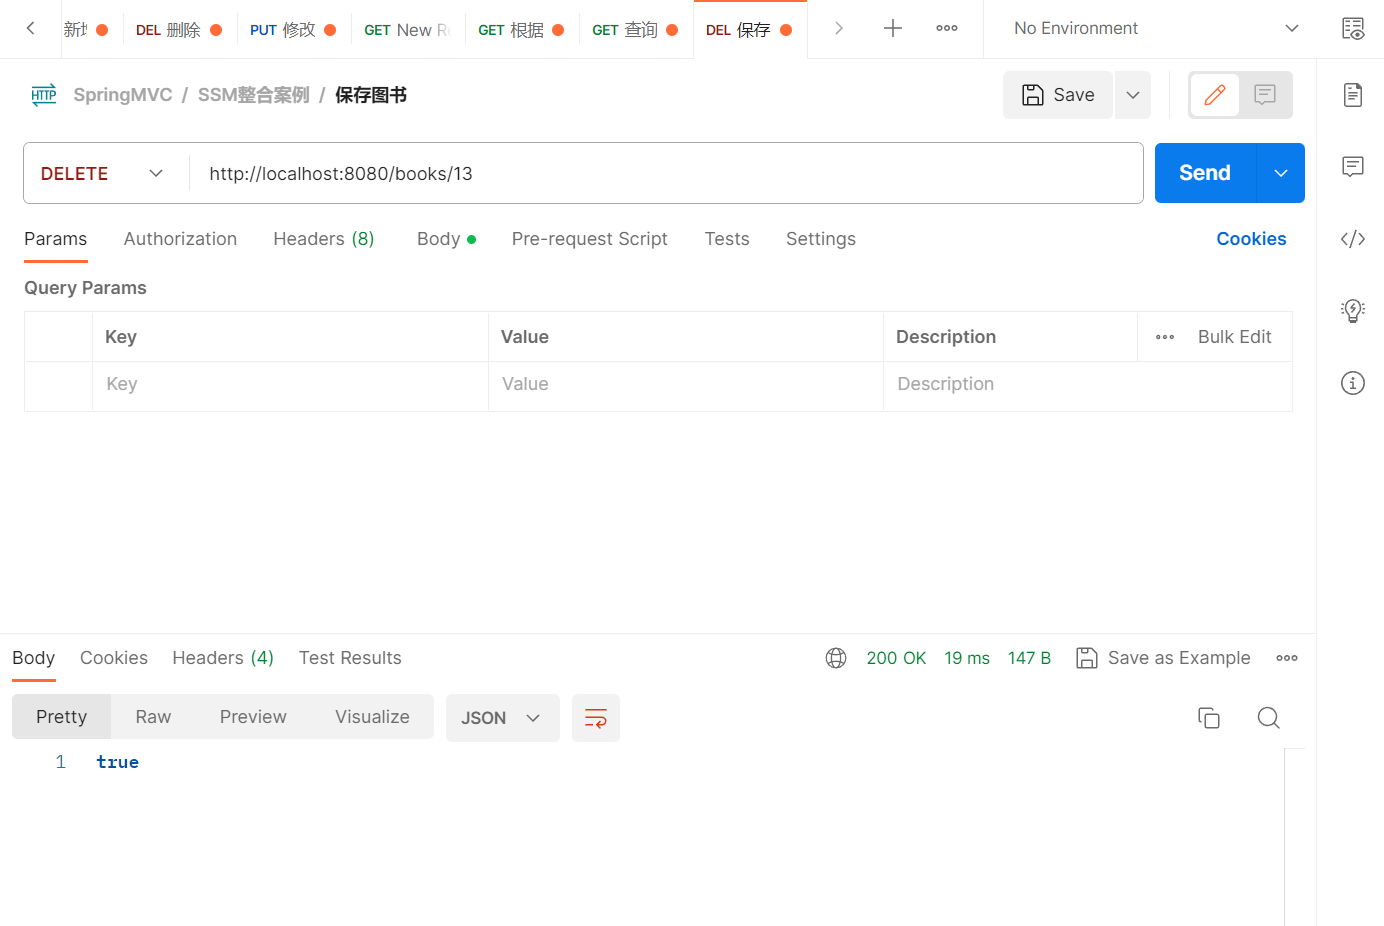 新增 DEL 删除 PUT 修改 GET New R GET 根据 GET 查询 DEL 保存 No Environment
HTTP SpringMVC / SSM整合案例 / 保存图书 Save
DELETE http://localhost:8080/books/13 Send
Params Authorization Headers (8) Body Pre-request Script Tests Settings Cookies
Query Params
Key Value Description Bulk Edit
Key Value Description
Body Cookies Headers (4) Test Results 200 OK 19 ms 147 B Save as Example
Pretty Raw Preview Visualize JSON
1 true